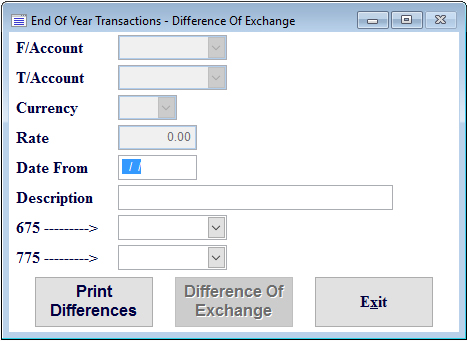 End Of Year Transactions - Difference Of Exchange
F/Account
T/Account
Currency
Rate 0.00
Date From / /
Description
675 --------->
775 --------->
Print
Differences
Difference Of
Exchange
Exit